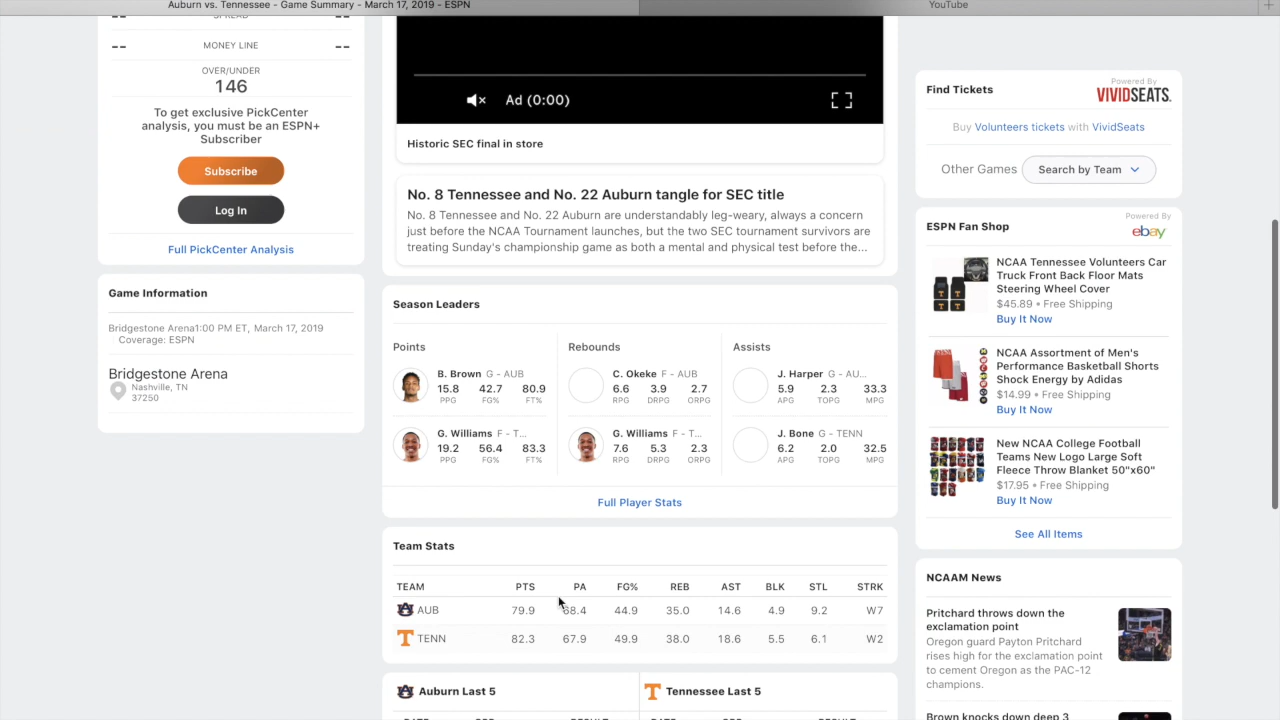 Auburn vs. Tennessee - Game Summary - March 17, 2019 - ESPN
YouTube
-- SPREAD --
-- MONEY LINE --
OVER/UNDER
146
To get exclusive PickCenter
analysis, you must be an ESPN+
Subscriber
Subscribe
Log In
Full PickCenter Analysis
Game Information
Bridgestone Arena1:00 PM ET, March 17, 2019
Coverage: ESPN
Bridgestone Arena
Nashville, TN
37250
Ad (0:00)
Historic SEC final in store
No. 8 Tennessee and No. 22 Auburn tangle for SEC title
No. 8 Tennessee and No. 22 Auburn are understandably leg-weary, always a concern
just before the NCAA Tournament launches, but the two SEC tournament survivors are
treating Sunday's championship game as both a mental and physical test before the...
Season Leaders
Points
B. Brown G - AUB
15.8 42.7 80.9
PPG FG% FT%
G. Williams F - T...
19.2 56.4 83.3
PPG FG% FT%
Rebounds
C. Okeke F - AUB
6.6 3.9 2.7
RPG DRPG ORPG
G. Williams F - T...
7.6 5.3 2.3
RPG DRPG ORPG
Assists
J. Harper G - AU...
5.9 2.3 33.3
APG TOPG MPG
J. Bone G - TENN
6.2 2.0 32.5
APG TOPG MPG
Full Player Stats
Team Stats
TEAM PTS PA FG% REB AST BLK STL STRK
AUB 79.9 68.4 44.9 35.0 14.6 4.9 9.2 W7
TENN 82.3 67.9 49.9 38.0 18.6 5.5 6.1 W2
Auburn Last 5
Tennessee Last 5
DATE OPP RESULT
DATE OPP RESULT
Find Tickets
Powered By
VIVIDSEATS.
Buy Volunteers tickets with VividSeats
Other Games Search by Team
ESPN Fan Shop
Powered By
ebay
NCAA Tennessee Volunteers Car
Truck Front Back Floor Mats
Steering Wheel Cover
$45.89 • Free Shipping
Buy It Now
NCAA Assortment of Men's
Performance Basketball Shorts
Shock Energy by Adidas
$14.99 • Free Shipping
Buy It Now
New NCAA College Football
Teams New Logo Large Soft
Fleece Throw Blanket 50"x60"
$17.95 • Free Shipping
Buy It Now
See All Items
NCAAM News
Pritchard throws down the
exclamation point
Oregon guard Payton Pritchard
rises high for the exclamation point
to cement Oregon as the PAC-12
champions.
Brown knocks down deep 3